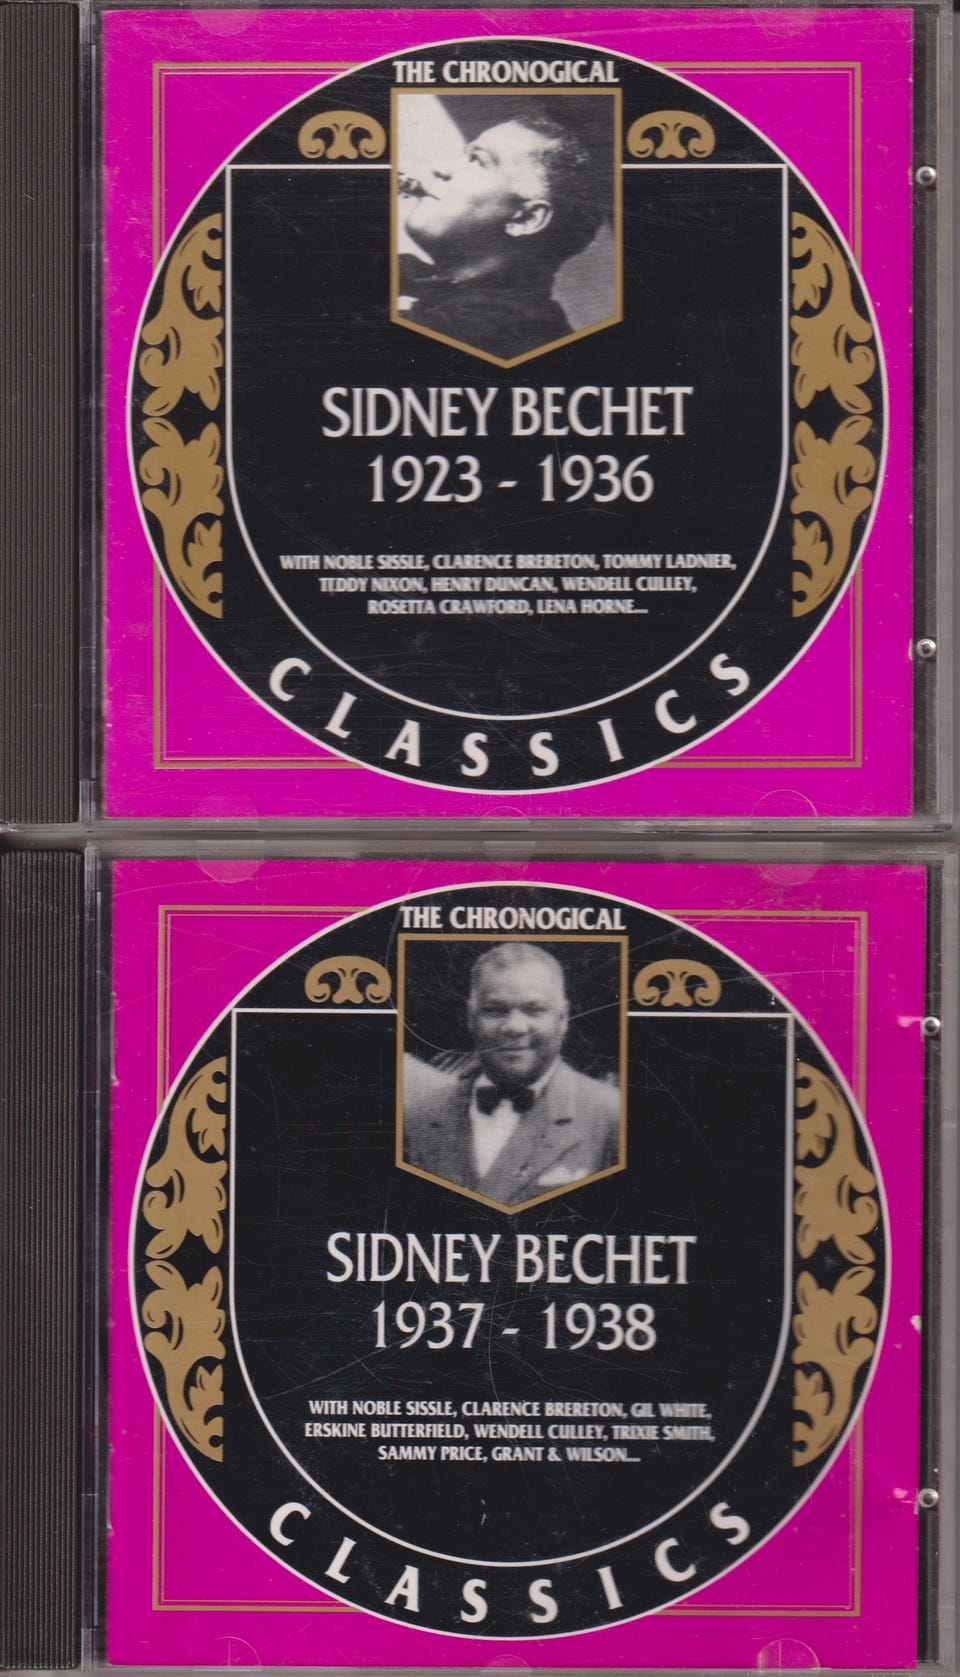 THE CHRONOGICAL
SIDNEY BECHET
1923 - 1936
WITH NOBLE SISSLE, CLARENCE BRERETON, TOMMY LADNIER,
TEDDY NIXON, HENRY DUNCAN, WENDELL CULLEY,
ROSETTA CRAWFORD, LENA HORNE...
CLASSICS
THE CHRONOGICAL
SIDNEY BECHET
1937 - 1938
WITH NOBLE SISSLE, CLARENCE BRERETON, GIL WHITE,
ERSKINE BUTTERFIELD, WENDELL CULLEY, TRIXIE SMITH,
SAMMY PRICE, GRANT & WILSON...
CLASSICS